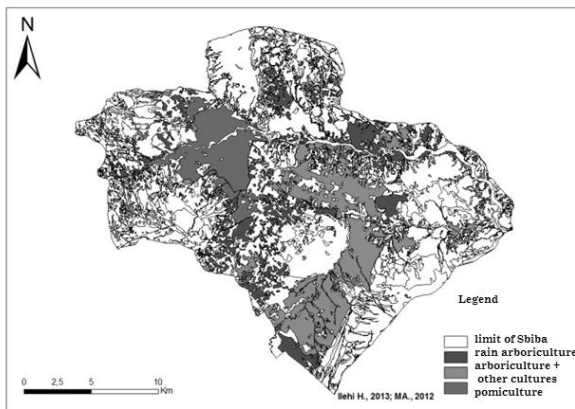 N
Legend
limit of Sbiba
rain arboriculture
arboriculture +
other cultures
pomiculture
0 2,5 5 10
Km
Ilehi H., 2013; MA., 2012